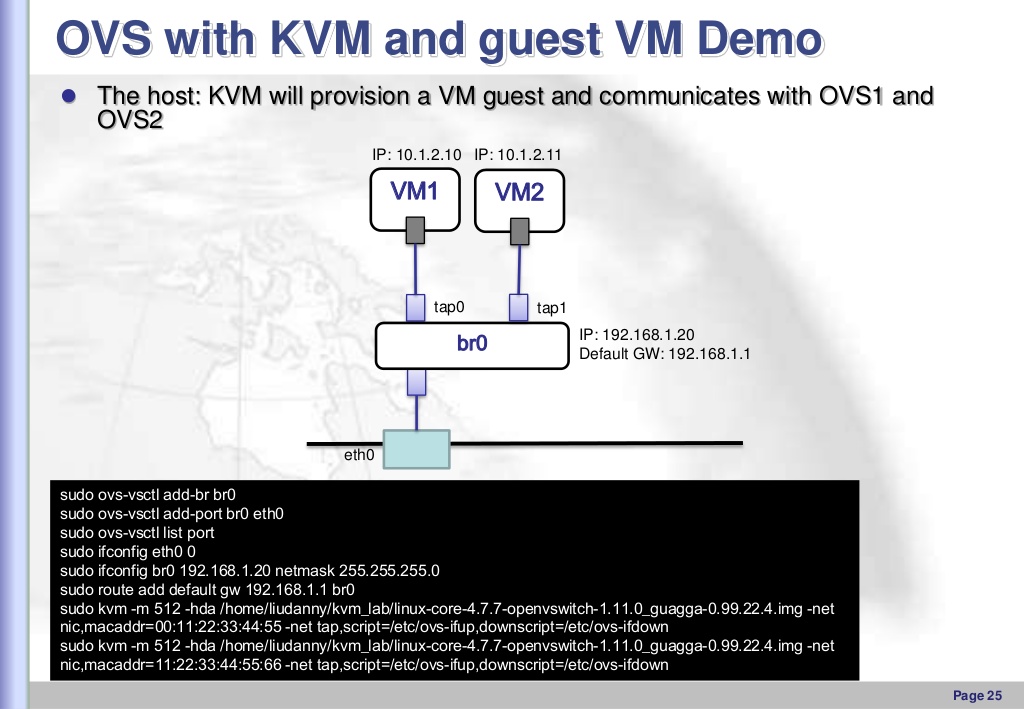 OVS with KVM and guest VM Demo
The host: KVM will provision a VM guest and communicates with OVS1 and
OVS2
IP: 10.1.2.10 IP: 10.1.2.11
VM1 VM2
tap0 tap1
br0
IP: 192.168.1.20
Default GW: 192.168.1.1
eth0
sudo ovs-vsctl add-br br0
sudo ovs-vsctl add-port br0 eth0
sudo ovs-vsctl list port
sudo ifconfig eth0 0
sudo ifconfig br0 192.168.1.20 netmask 255.255.255.0
sudo route add default gw 192.168.1.1 br0
sudo kvm -m 512 -hda /home/liudanny/kvm_lab/linux-core-4.7.7-openvswitch-1.11.0_guagga-0.99.22.4.img -net
nic,macaddr=00:11:22:33:44:55 -net tap,script=/etc/ovs-ifup,downscript=/etc/ovs-ifdown
sudo kvm -m 512 -hda /home/liudanny/kvm_lab/linux-core-4.7.7-openvswitch-1.11.0_guagga-0.99.22.4.img -net
nic,macaddr=11:22:33:44:55:66 -net tap,script=/etc/ovs-ifup,downscript=/etc/ovs-ifdown
Page 25